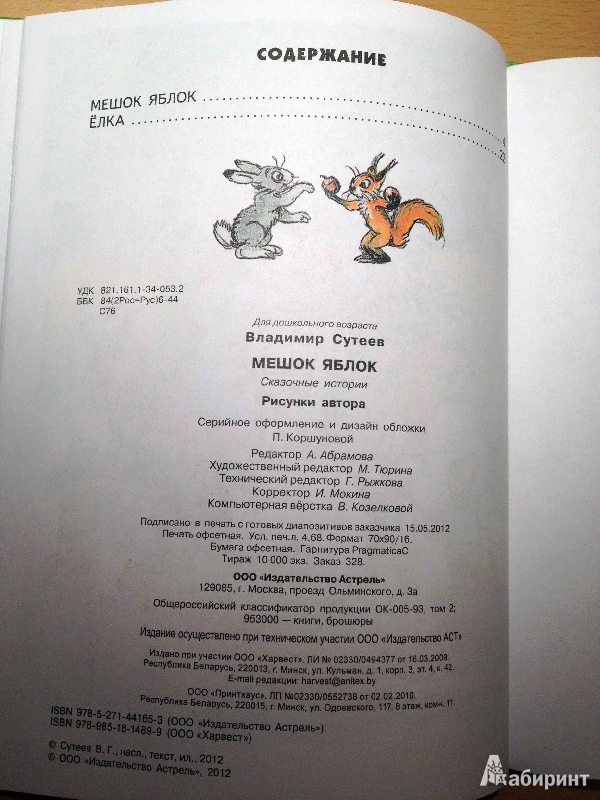 СОДЕРЖАНИЕ
МЕШОК ЯБЛОК
ЁЛКА
УДК 821.161.1-34-053.2
ББК 84(2Рос=Рус)6-44
С76
Для дошкольного возраста
Владимир Сутеев
МЕШОК ЯБЛОК
Сказочные истории
Рисунки автора
Серийное оформление и дизайн обложки
П. Коршуновой
Редактор А. Абрамова
Художественный редактор М. Тюрина
Технический редактор Г. Рыжкова
Корректор И. Мокина
Компьютерная вёрстка В. Козелковой
Подписано в печать с готовых диапозитивов заказчика 15.05.2012
Печать офсетная. Усл. печ.л. 4,68. Формат 70х90/16.
Бумага офсетная. Гарнитура PragmaticaC
Тираж 10 000 экз. Заказ 328.
ООО «Издательство Астрель»
129085, г. Москва, проезд Ольминского, д. 3а
Общероссийский классификатор продукции ОК-005-93, том 2;
953000 — книги, брошюры
Издание осуществлено при техническом участии ООО «Издательство АСТ»
Издано при участии ООО «Харвест». ЛИ № 02330/0494377 от 16.03.2009.
Республика Беларусь, 220013, г. Минск, ул. Кульман, д. 1, корп. 3, эт. 4, к. 42.
E-mail редакции: harvest@anitex.by
ООО «Принтхаус», ЛП №02330/0552738 от 02.02.2010.
Республика Беларусь, 220015, г. Минск, ул. Одоевского, 117, 8 этаж, комн. 11.
ISBN 978-5-271-44165-3 (ООО «Издательство Астрель»)
ISBN 978-985-18-1489-9 (ООО «Харвест»)
© Сутеев В. Г., насл., текст, ил., 2012
© ООО «Издательство Астрель», 2012
Лабиринт